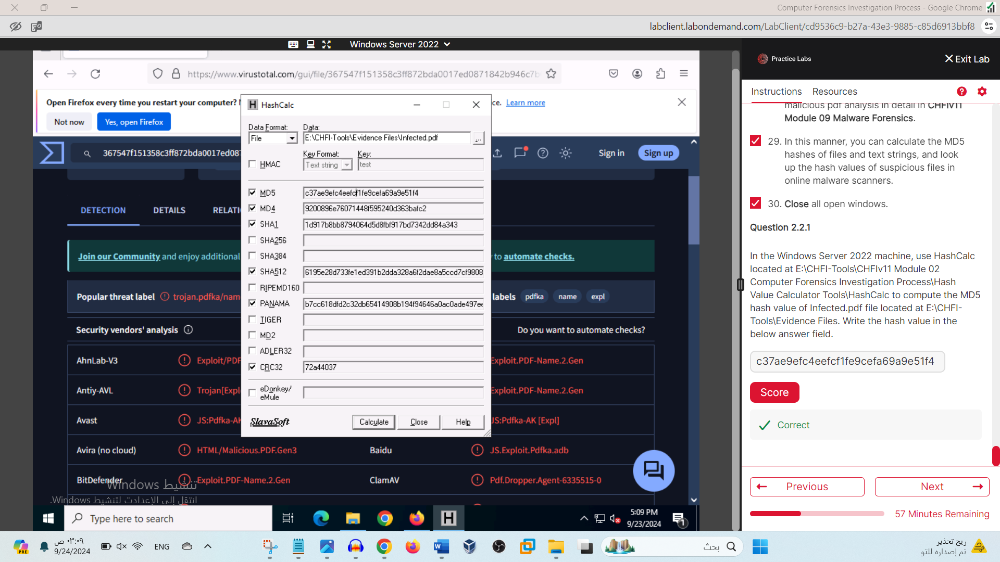 Computer Forensics Investigation Process - Google Chrome
labclient.labondemand.com/LabClient/cd9536c9-b27a-43e3-9885-c85d6913bbf8
Windows Server 2022
https://www.virustotal.com/gui/file/367547f151358c3ff872bda0017ed0871842b946c7b
Open Firefox every time you restart your computer?
ce. Learn more
Not now
Yes, open Firefox
367547f151358c3ff872bda0017ed087
Sign in
Sign up
DETECTION
DETAILS
RELATI
Join our Community and enjoy additional
to automate checks.
Popular threat label
trojan.pdfka/nam
labels
pdfka
name
expl
Security vendors' analysis
Do you want to automate checks?
AhnLab-V3
Exploit/PDF
Exploit.PDF-Name.2.Gen
Antiy-AVL
Trojan[Expl
Exploit.PDF-Name.2.Gen
Avast
JS:Pdfka-AK
JS:Pdfka-AK [Expl]
Avira (no cloud)
HTML/Malicious.PDF.Gen3
Baidu
JS.Exploit.Pdfka.adb
BitDefender
Exploit.PDF-Name.2.Gen
ClamAV
Pdf.Dropper.Agent-6335515-0
تنشيط Windows
انتقل إلى الإعدادت لتنشيط Windows.
HashCalc
Data Format:
Data:
File
E:\CHFI-Tools\Evidence Files\Infected.pdf
...
HMAC
Key Format:
Key:
Text string
test
MD5
c37ae9efc4eefcf1fe9cefa69a9e51f4
MD4
9200896e76071448f595240d363bafc2
SHA1
1d917b8bb8794064d5d8fbf917bd7342dd84a343
SHA256
SHA384
SHA512
6195e28d733fe1ed391b2dda328a6f2dae8a5ccd7cf9808
RIPEMD160
PANAMA
b7cc618dfd2c32db65414908b194f94646a0ac0ade497ee
TIGER
MD2
ADLER32
CRC32
72a44037
eDonkey/
eMule
SlavaSoft
Calculate
Close
Help
Type here to search
5:09 PM
9/23/2024
1
Practice Labs
Exit Lab
Instructions
Resources
malicious pdf analysis in detail in CHFIv11
Module 09 Malware Forensics.
29. In this manner, you can calculate the MD5
hashes of files and text strings, and look
up the hash values of suspicious files in
online malware scanners.
30. Close all open windows.
Question 2.2.1
In the Windows Server 2022 machine, use HashCalc
located at E:\CHFI-Tools\CHFIv11 Module 02
Computer Forensics Investigation Process\Hash
Value Calculator Tools\HashCalc to compute the MD5
hash value of Infected.pdf file located at E:\CHFI-
Tools\Evidence Files. Write the hash value in the
below answer field.
c37ae9efc4eefcf1fe9cefa69a9e51f4
Score
Correct
Previous
Next
57 Minutes Remaining
PRE
٠٣:٠٩ ص
9/24/2024
ENG
بحث
ريح تحذير
تم إصداره للتو